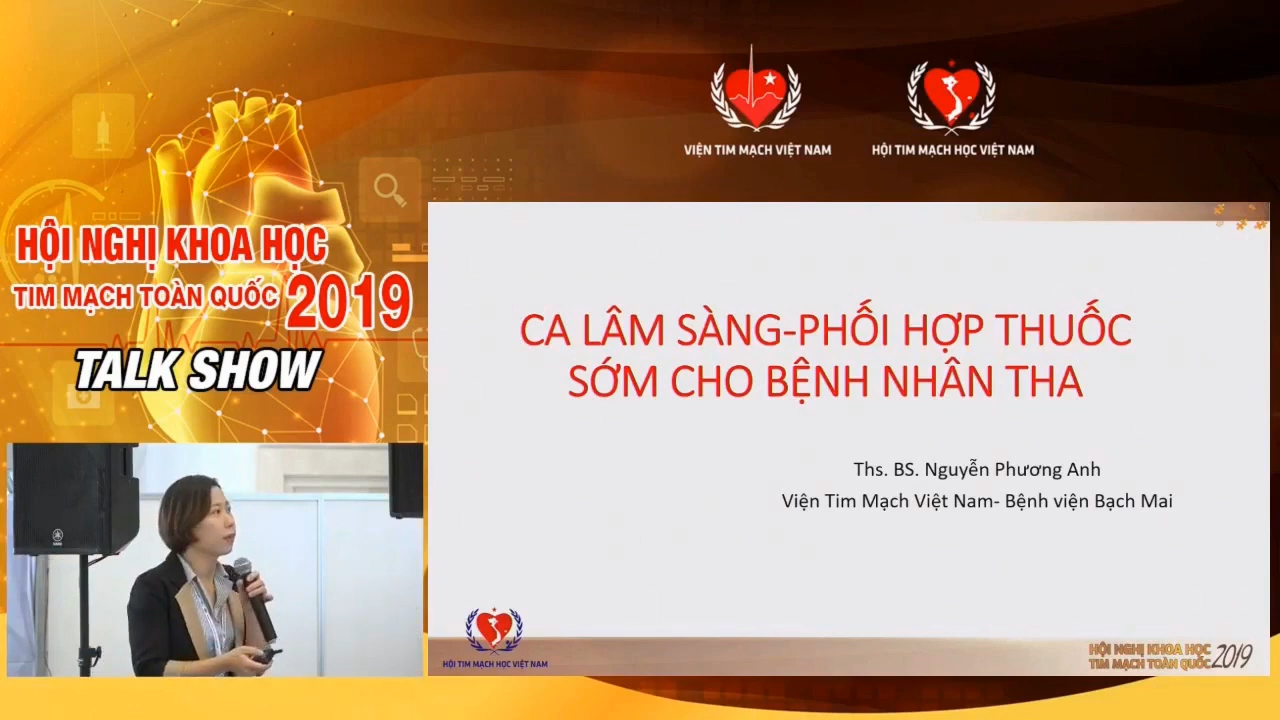 VIỆN TIM MẠCH VIỆT NAM
HỘI TIM MẠCH HỌC VIỆT NAM
HỘI NGHỊ KHOA HỌC
TIM MẠCH TOÀN QUỐC 2019
TALK SHOW
CA LÂM SÀNG-PHỐI HỢP THUỐC
SỚM CHO BỆNH NHÂN THA
Ths. BS. Nguyễn Phương Anh
Viện Tim Mạch Việt Nam- Bệnh viện Bạch Mai
HỘI TIM MẠCH HỌC VIỆT NAM
HỘI NGHỊ KHOA HỌC
TIM MẠCH TOÀN QUỐC 2019